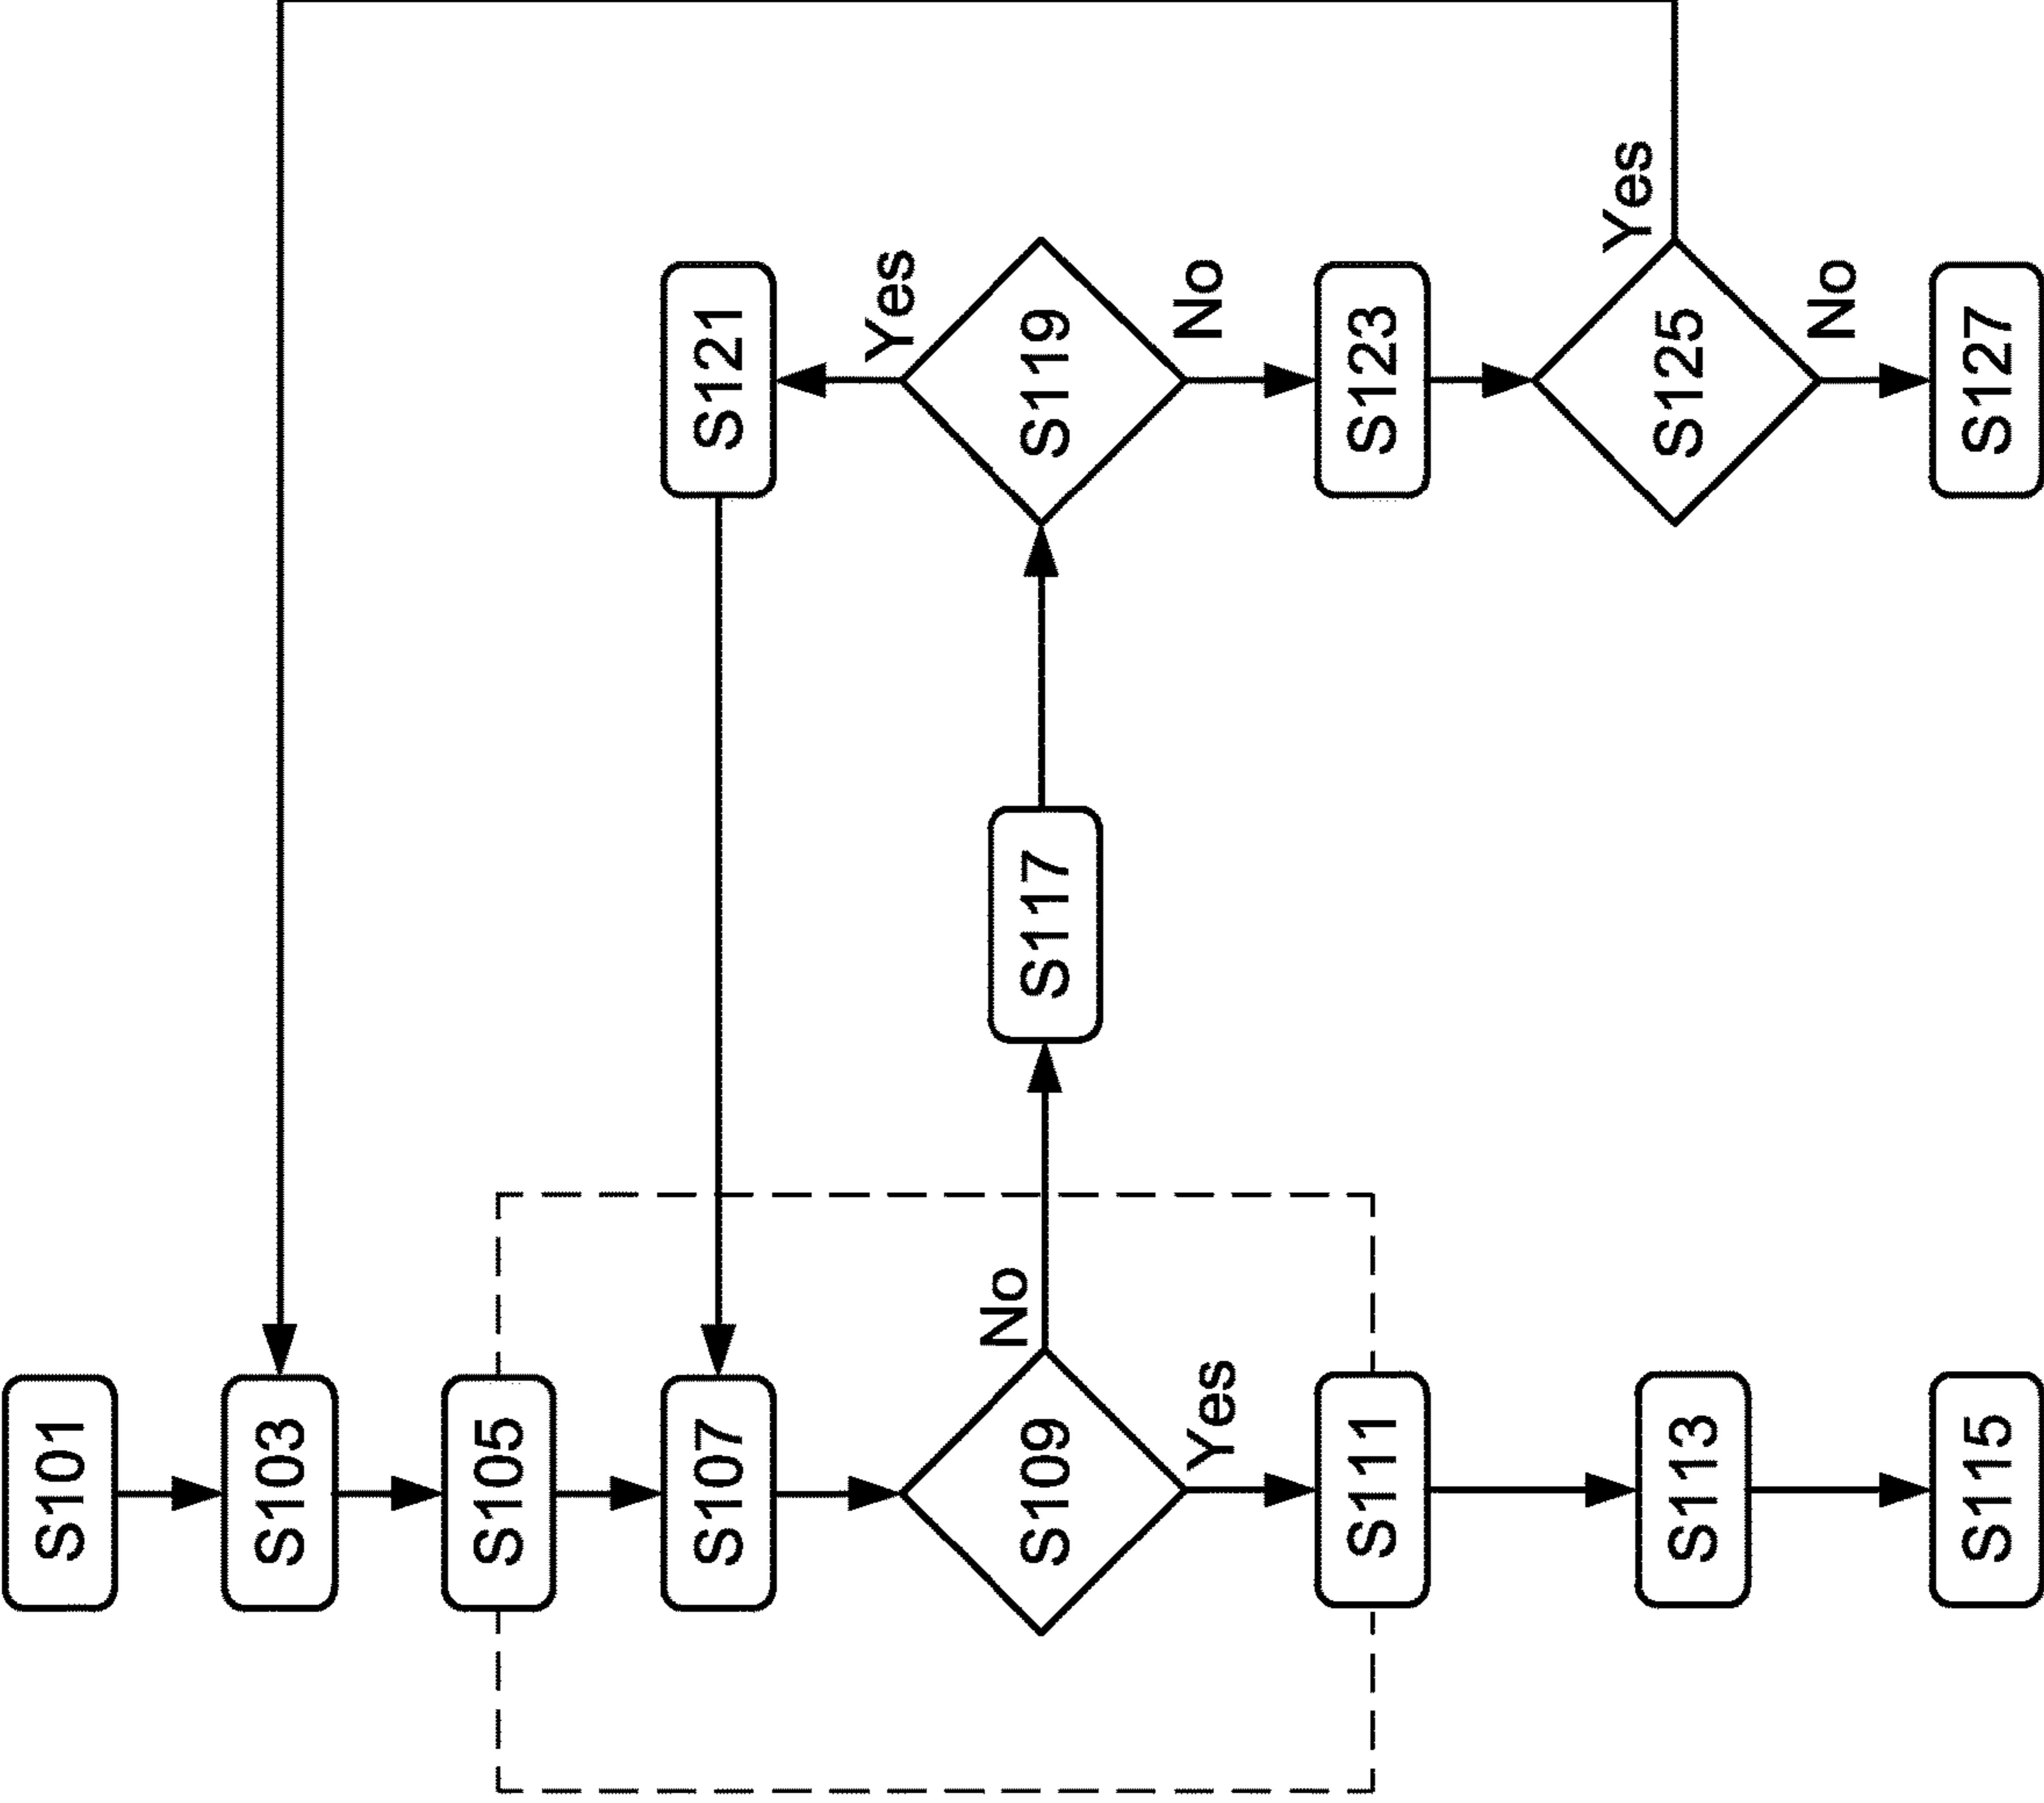 S101
S103
S105
S107
S109
No
Yes
S111
S113
S115
S117
S119
Yes
No
S121
S123
S125
Yes
No
S127